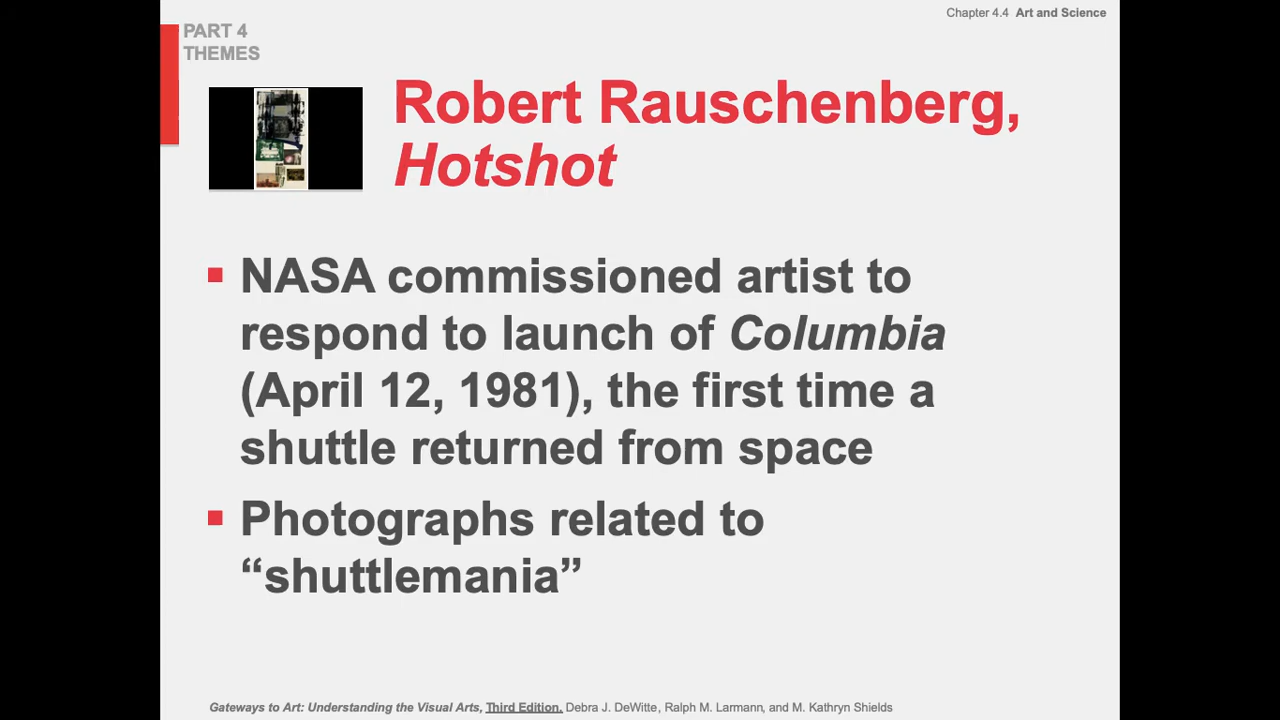 Chapter 4.4 Art and Science
PART 4
THEMES
Robert Rauschenberg,
Hotshot
NASA commissioned artist to
respond to launch of Columbia
(April 12, 1981), the first time a
shuttle returned from space
Photographs related to
“shuttlemania”
Gateways to Art: Understanding the Visual Arts, Third Edition, Debra J. DeWitte, Ralph M. Larmann, and M. Kathryn Shields